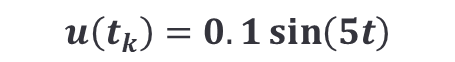 u(t_k) = 0.1 sin(5t)